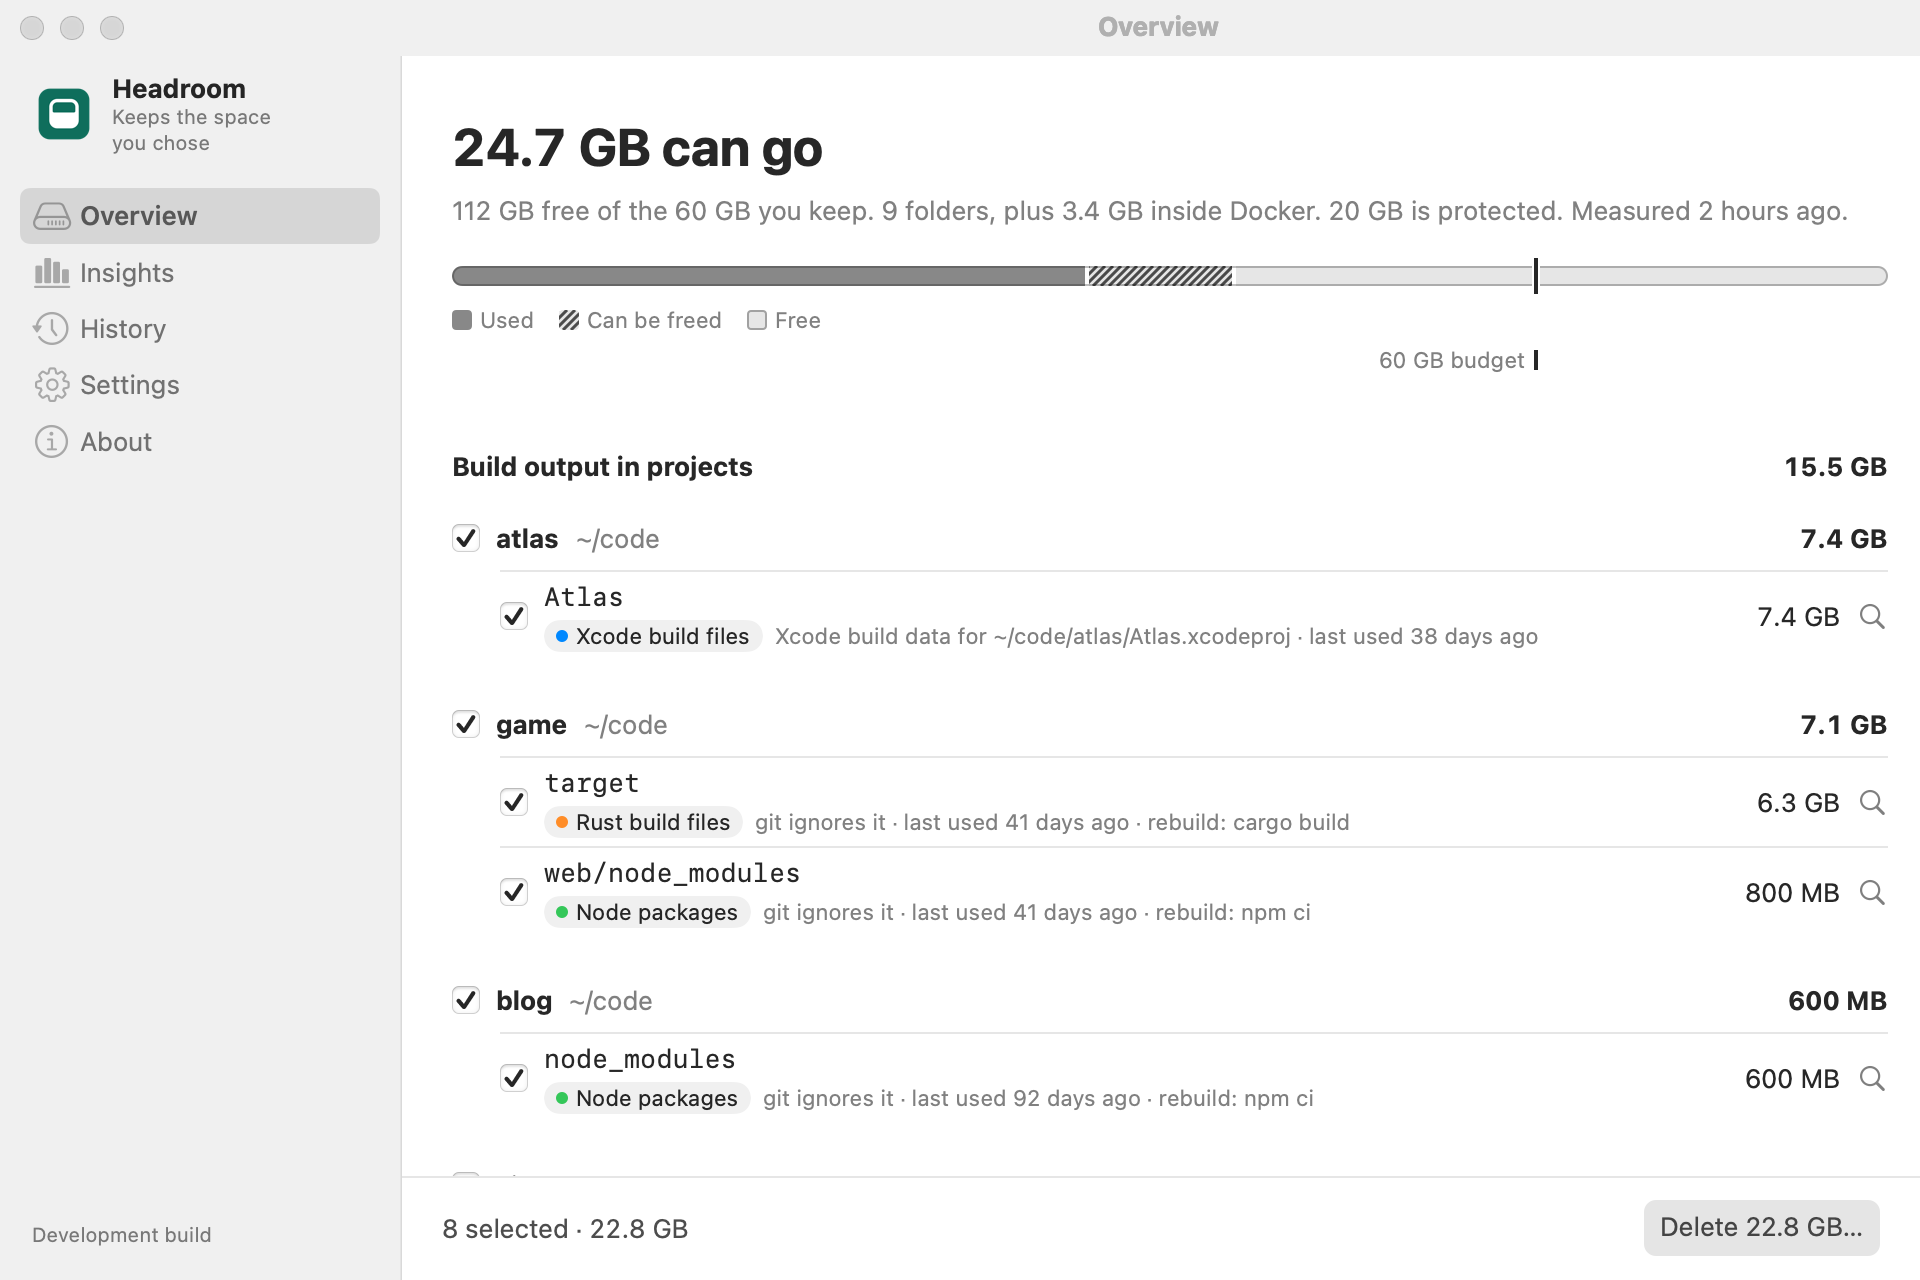 Overview
Headroom
Keeps the space
you chose
Overview
Insights
History
Settings
About
Development build
24.7 GB can go
112 GB free of the 60 GB you keep. 9 folders, plus 3.4 GB inside Docker. 20 GB is protected. Measured 2 hours ago.
Used Can be freed Free
60 GB budget
Build output in projects 15.5 GB
atlas ~/code 7.4 GB
Atlas
7.4 GB
Xcode build files Xcode build data for ~/code/atlas/Atlas.xcodeproj · last used 38 days ago
game ~/code 7.1 GB
target
6.3 GB
Rust build files git ignores it · last used 41 days ago · rebuild: cargo build
web/node_modules
800 MB
Node packages git ignores it · last used 41 days ago · rebuild: npm ci
blog ~/code 600 MB
node_modules
600 MB
Node packages git ignores it · last used 92 days ago · rebuild: npm ci
8 selected · 22.8 GB
Delete 22.8 GB...